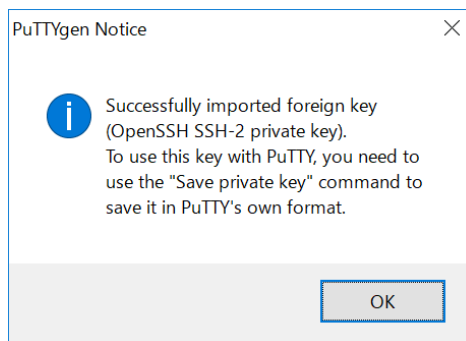 PuTTYgen Notice
Successfully imported foreign key
(OpenSSH SSH-2 private key).
To use this key with PuTTY, you need to
use the "Save private key" command to
save it in PuTTY's own format.
OK